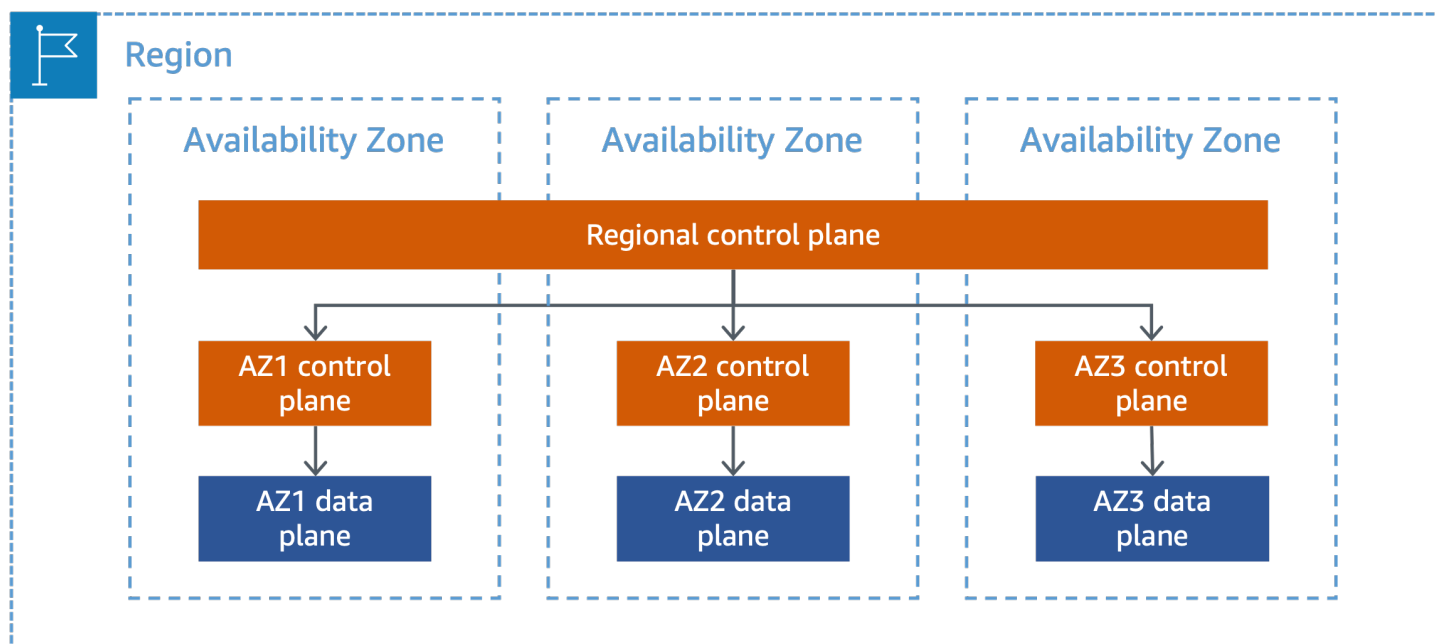 Region
Availability Zone
Availability Zone
Availability Zone
Regional control plane
AZ1 control
plane
AZ2 control
plane
AZ3 control
plane
AZ1 data
plane
AZ2 data
plane
AZ3 data
plane